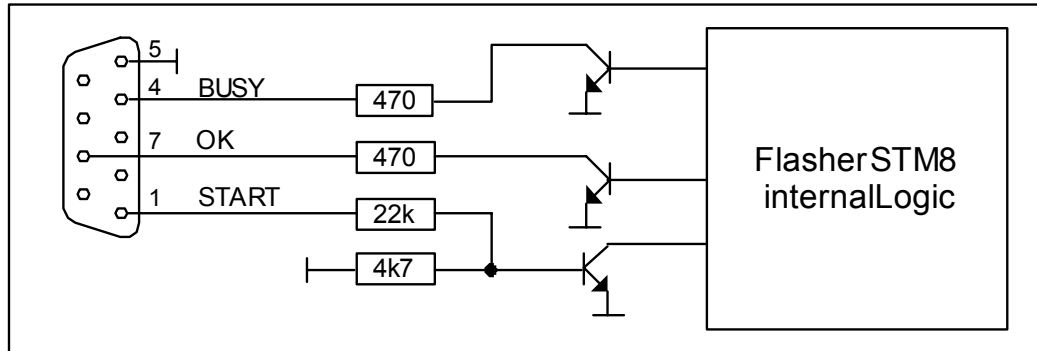 5
4 BUSY 470
7 OK 470
1 START 22k
4k7
FlasherSTM8
internalLogic